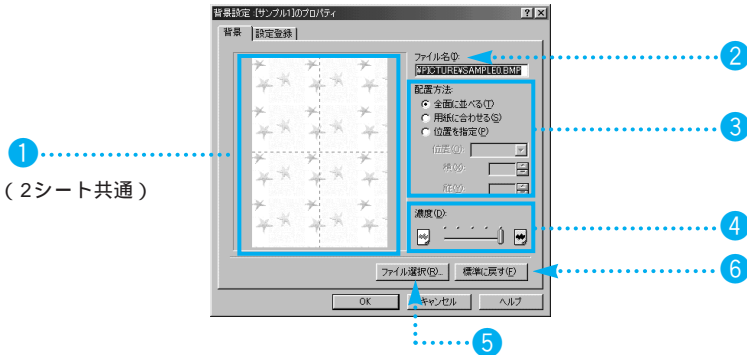 背景設定 :[サンプル1]のプロパティ
背景 設定登録
ファイル名(I):
¥PICTURE¥SAMPLE0.BMP
配置方法:
全面に並べる(T)
用紙に合わせる(S)
位置を指定(P)
位置(O):
横(X):
縦(Y):
濃度(D):
ファイル選択(R)... 標準に戻す(F)
OK キャンセル ヘルプ
1
(2シート共通)
2
3
4
6
5